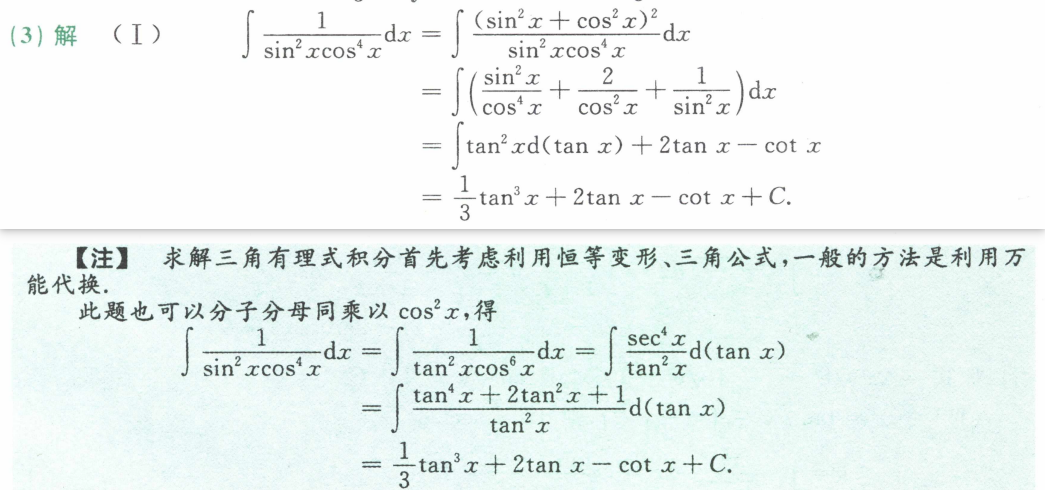 (3) 解 （Ⅰ） $\int \frac{1}{\sin^2 x\cos^4 x}dx = \int \frac{(\sin^2 x + \cos^2 x)^2}{\sin^2 x\cos^4 x}dx$
$= \int \left(\frac{\sin^2 x}{\cos^4 x} + \frac{2}{\cos^2 x} + \frac{1}{\sin^2 x}\right)dx$
$= \int \tan^2 x d(\tan x) + 2\tan x - \cot x$
$= \frac{1}{3}\tan^3 x + 2\tan x - \cot x + C.$
【注】 求解三角有理式积分首先考虑利用恒等变形、三角公式,一般的方法是利用万
能代换.
此题也可以分子分母同乘以 $\cos^2 x$,得
$\int \frac{1}{\sin^2 x\cos^4 x}dx = \int \frac{1}{\tan^2 x\cos^6 x}dx = \int \frac{\sec^4 x}{\tan^2 x}d(\tan x)$
$= \int \frac{\tan^4 x + 2\tan^2 x + 1}{\tan^2 x}d(\tan x)$
$= \frac{1}{3}\tan^3 x + 2\tan x - \cot x + C.$